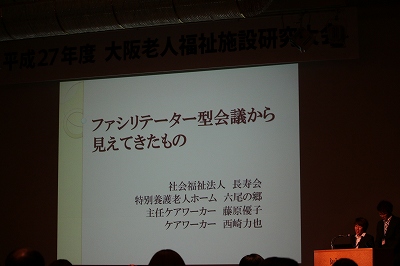 平成27年度 大阪老人福祉施設研究大会
ファシリテーター型会議から
見えてきたもの
社会福祉法人 長寿会
特別養護老人ホーム 六尾の郷
主任ケアワーカー 藤原優子
ケアワーカー 西崎力也